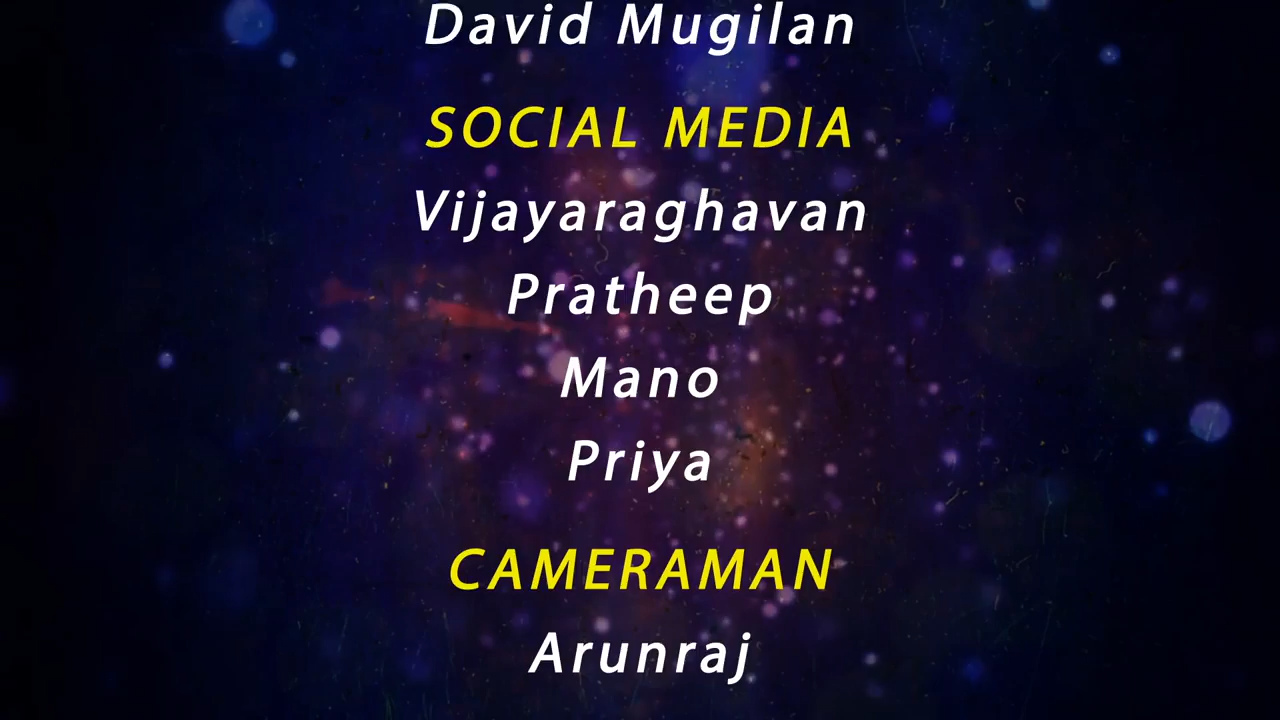 David Mugilan
SOCIAL MEDIA
Vijayaraghavan
Pratheep
Mano
Priya
CAMERAMAN
Arunraj